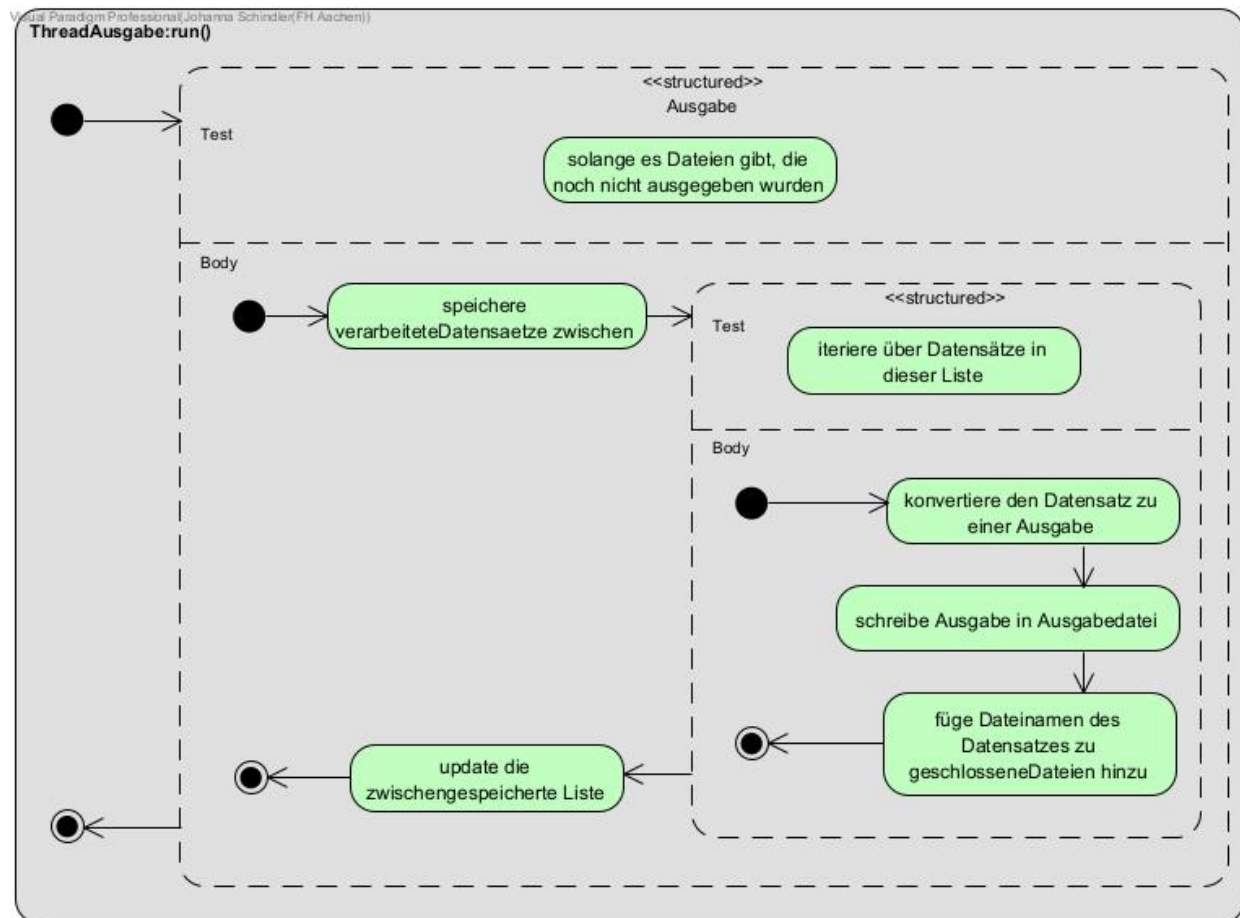 Visual Paradigm Professional(Johanna Schindler(FH Aachen))
ThreadAusgabe:run()
<<structured>>
Ausgabe
Test
solange es Dateien gibt, die
noch nicht ausgegeben wurden
Body
speichere
verarbeiteteDatensaetze zwischen
<<structured>>
Test
iteriere über Datensätze in
dieser Liste
Body
konvertiere den Datensatz zu
einer Ausgabe
schreibe Ausgabe in Ausgabedatei
füge Dateinamen des
Datensatzes zu
geschlosseneDateien hinzu
update die
zwischengespeicherte Liste